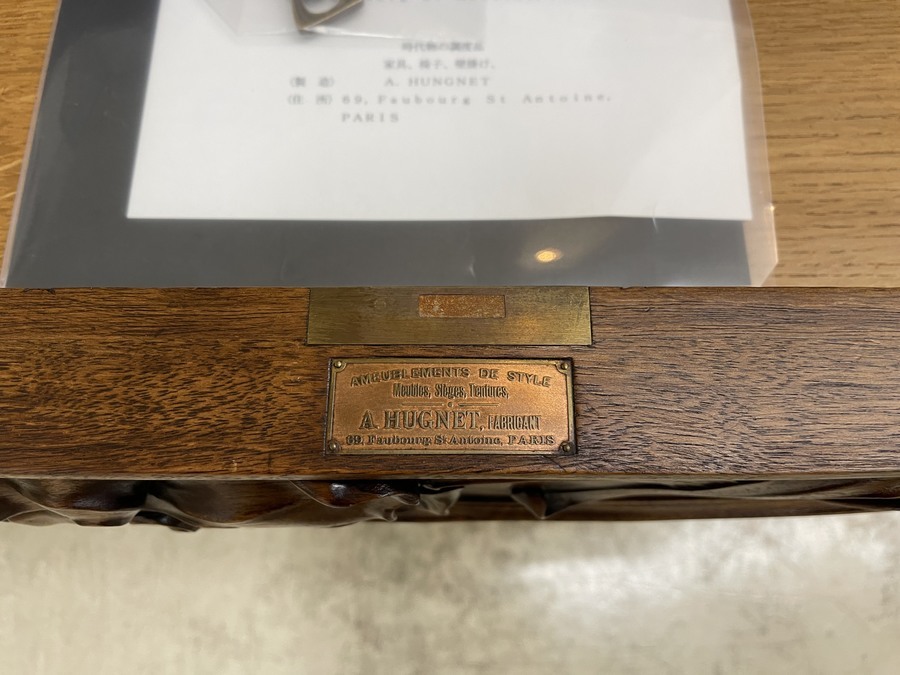 時代物の調度品
家具、椅子、壁掛け、
(製 造) A. HUNGNET
(住 所) 69, Faubourg St Antoine,
PARIS
AMEUBLEMENTS DE STYLE
Meubles, Sièges, Tentures,
A. HUGNET, FABRICANT
69. Faubourg St Antoine, PARIS